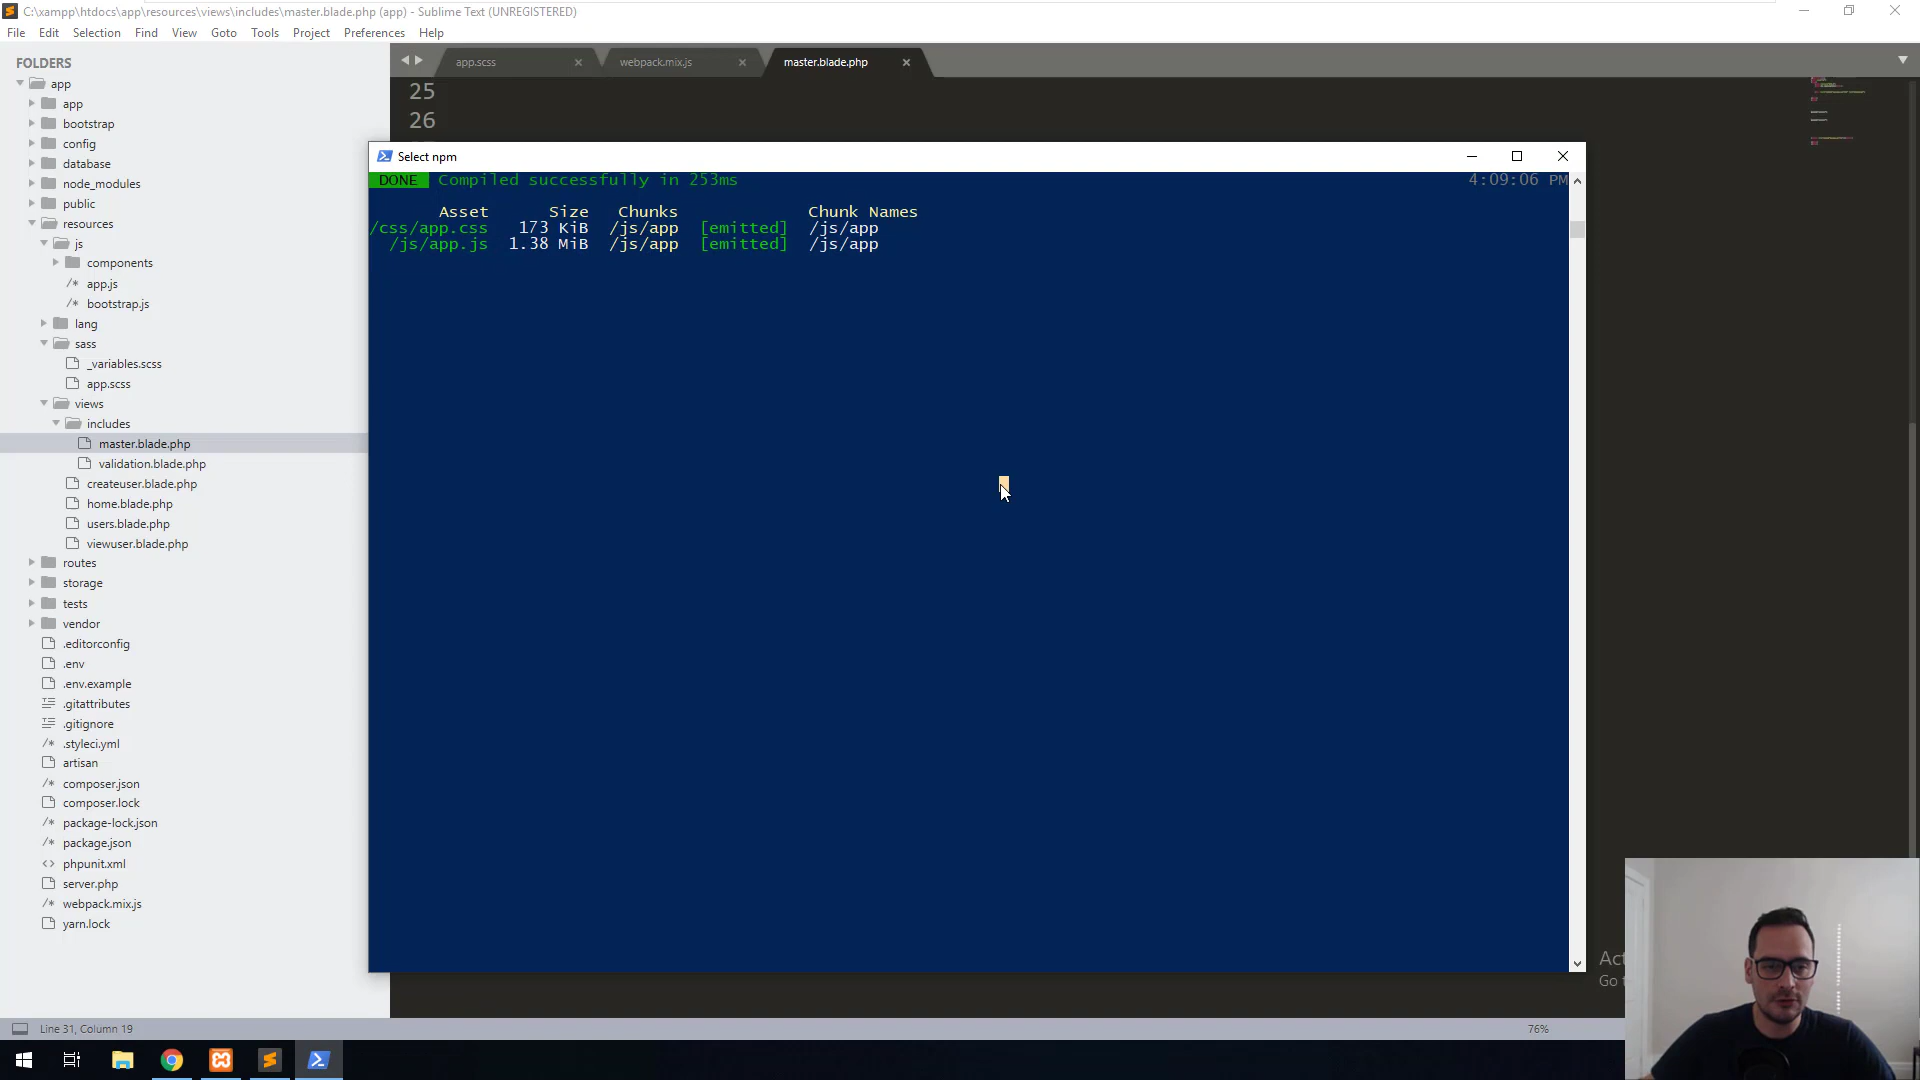 C:\xampp\htdocs\app\resources\views\includes\master.blade.php (app) - Sublime Text (UNREGISTERED)
File Edit Selection Find View Goto Tools Project Preferences Help
FOLDERS
app
app
bootstrap
config
database
node_modules
public
resources
js
components
/* app.js
/* bootstrap.js
lang
sass
_variables.scss
app.scss
views
includes
master.blade.php
validation.blade.php
createuser.blade.php
home.blade.php
users.blade.php
viewuser.blade.php
routes
storage
tests
vendor
.editorconfig
.env
.env.example
.gitattributes
.gitignore
/* .styleci.yml
artisan
/* composer.json
composer.lock
/* package-lock.json
/* package.json
<> phpunit.xml
server.php
/* webpack.mix.js
yarn.lock
app.scss
webpack.mix.js
master.blade.php
25
26
Select npm
DONE Compiled successfully in 253ms 4:09:06 PM
Asset Size Chunks Chunk Names
/css/app.css 173 KiB /js/app [emitted] /js/app
/js/app.js 1.38 MiB /js/app [emitted] /js/app
Line 31, Column 19
76%